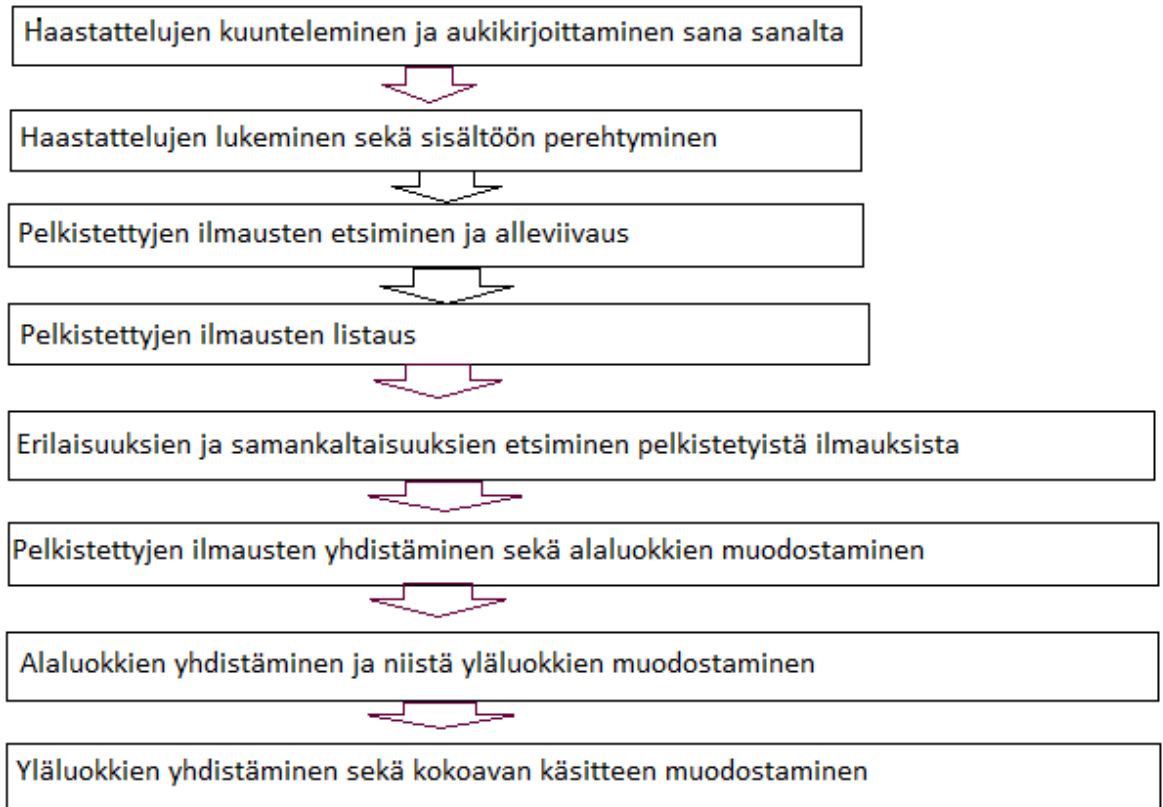 Haastattelujen kuunteleminen ja aukikirjoittaminen sana sanalta
Haastattelujen lukeminen sekä sisältöön perehtyminen
Pelkistettyjen ilmausten etsiminen ja alleviivaus
Pelkistettyjen ilmausten listaus
Erilaisuuksien ja samankaltaisuuksien etsiminen pelkistetyistä ilmauksista
Pelkistettyjen ilmausten yhdistäminen sekä alaluokkien muodostaminen
Alaluokkien yhdistäminen ja niistä yläluokkien muodostaminen
Yläluokkien yhdistäminen sekä kokoavan käsitteen muodostaminen